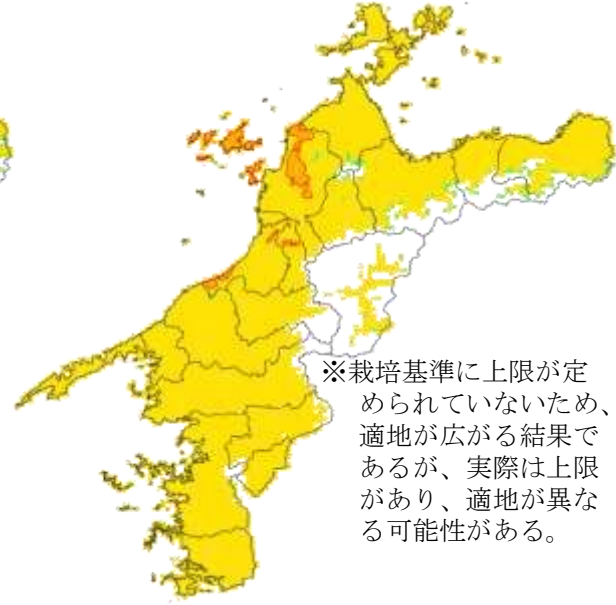 ※栽培基準に上限が定
められていないため、
適地が広がる結果で
あるが、実際は上限
があり、適地が異な
る可能性がある。